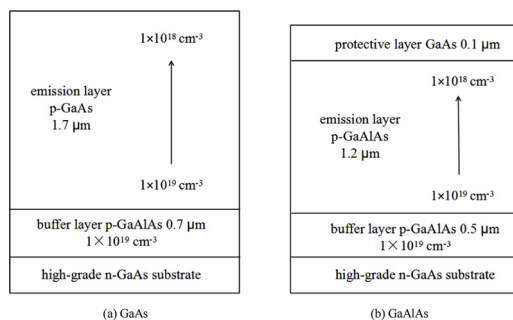 1×10¹⁸ cm⁻³
emission layer
p-GaAs
1.7 μm
1×10¹⁹ cm⁻³
buffer layer p-GaAlAs 0.7 μm
1×10¹⁹ cm⁻³
high-grade n-GaAs substrate
(a) GaAs
protective layer GaAs 0.1 μm
1×10¹⁸ cm⁻³
emission layer
p-GaAlAs
1.2 μm
1×10¹⁹ cm⁻³
buffer layer p-GaAlAs 0.5 μm
1×10¹⁹ cm⁻³
high-grade n-GaAs substrate
(b) GaAlAs